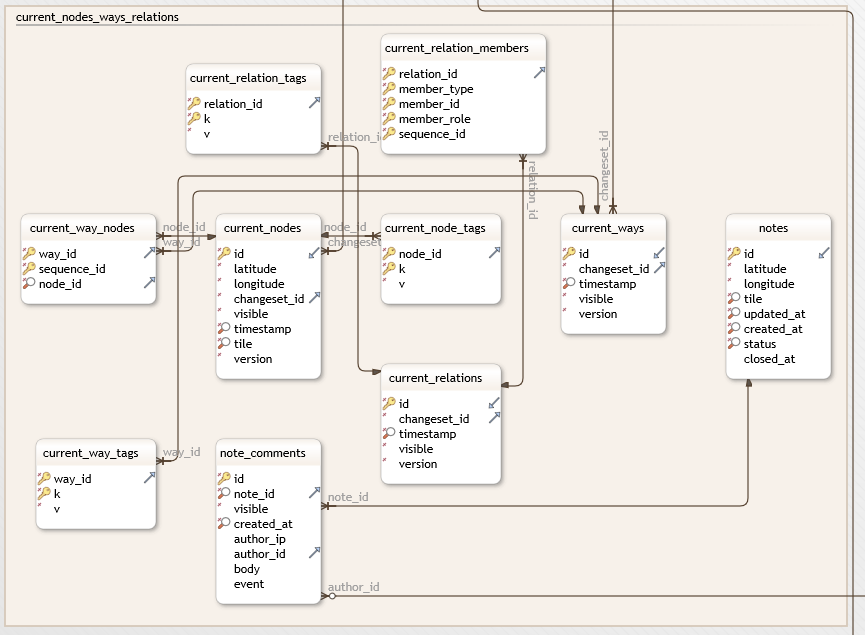 current_nodes_ways_relations
current_relation_tags
relation_id
k
v
relation_id
current_relation_members
relation_id
member_type
member_id
member_role
sequence_id
relation_id
changeset_id
current_way_nodes
way_id
sequence_id
node_id
node_id
way_id
current_nodes
id
latitude
longitude
changeset_id
visible
timestamp
tile
version
node_id
changeset
current_node_tags
node_id
k
v
current_ways
id
changeset_id
timestamp
visible
version
notes
id
latitude
longitude
tile
updated_at
created_at
status
closed_at
current_relations
id
changeset_id
timestamp
visible
version
current_way_tags
way_id
k
v
way_id
note_comments
id
note_id
visible
created_at
author_ip
author_id
body
event
note_id
author_id